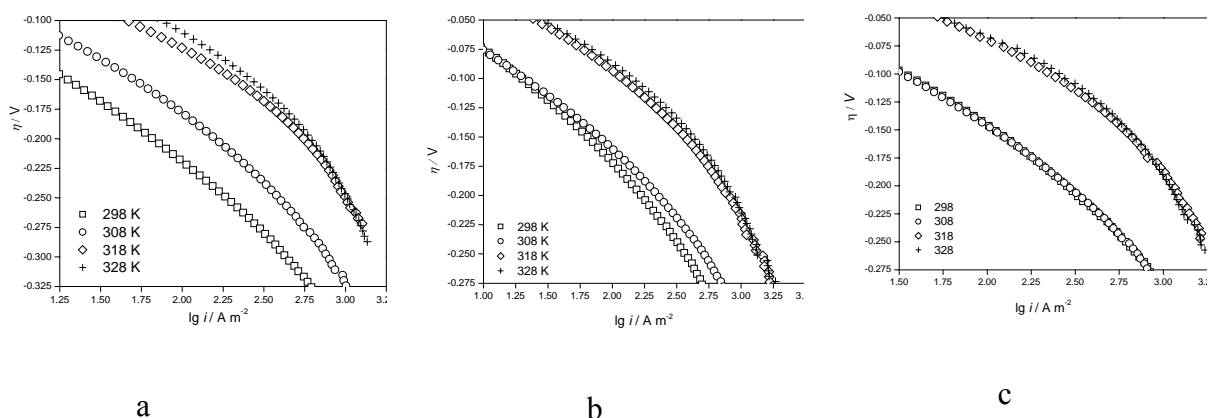 -0.100
-0.125
-0.150
-0.175
-0.200
-0.225
-0.250
-0.275
-0.300
-0.325
η / V
298 K
308 K
318 K
328 K
1.25 1.50 1.75 2.00 2.25 2.50 2.75 3.00 3.25
lg i / A m-2
a
-0.050
-0.075
-0.100
-0.125
-0.150
-0.175
-0.200
-0.225
-0.250
-0.275
η / V
298 K
308 K
318 K
328 K
1.00 1.25 1.50 1.75 2.00 2.25 2.50 2.75 3.00 3.25 3.
lg i / A m-2
b
-0.050
-0.075
-0.100
-0.125
-0.150
-0.175
-0.200
-0.225
-0.250
-0.275
η / V
298
308
318
328
1.50 1.75 2.00 2.25 2.50 2.75 3.00 3.25
lg i / A m-2
c